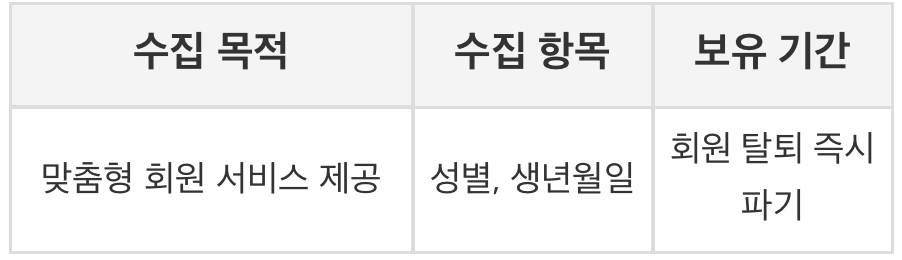 수집 목적
수집 항목
보유 기간
맞춤형 회원 서비스 제공
성별, 생년월일
회원 탈퇴 즉시
파기